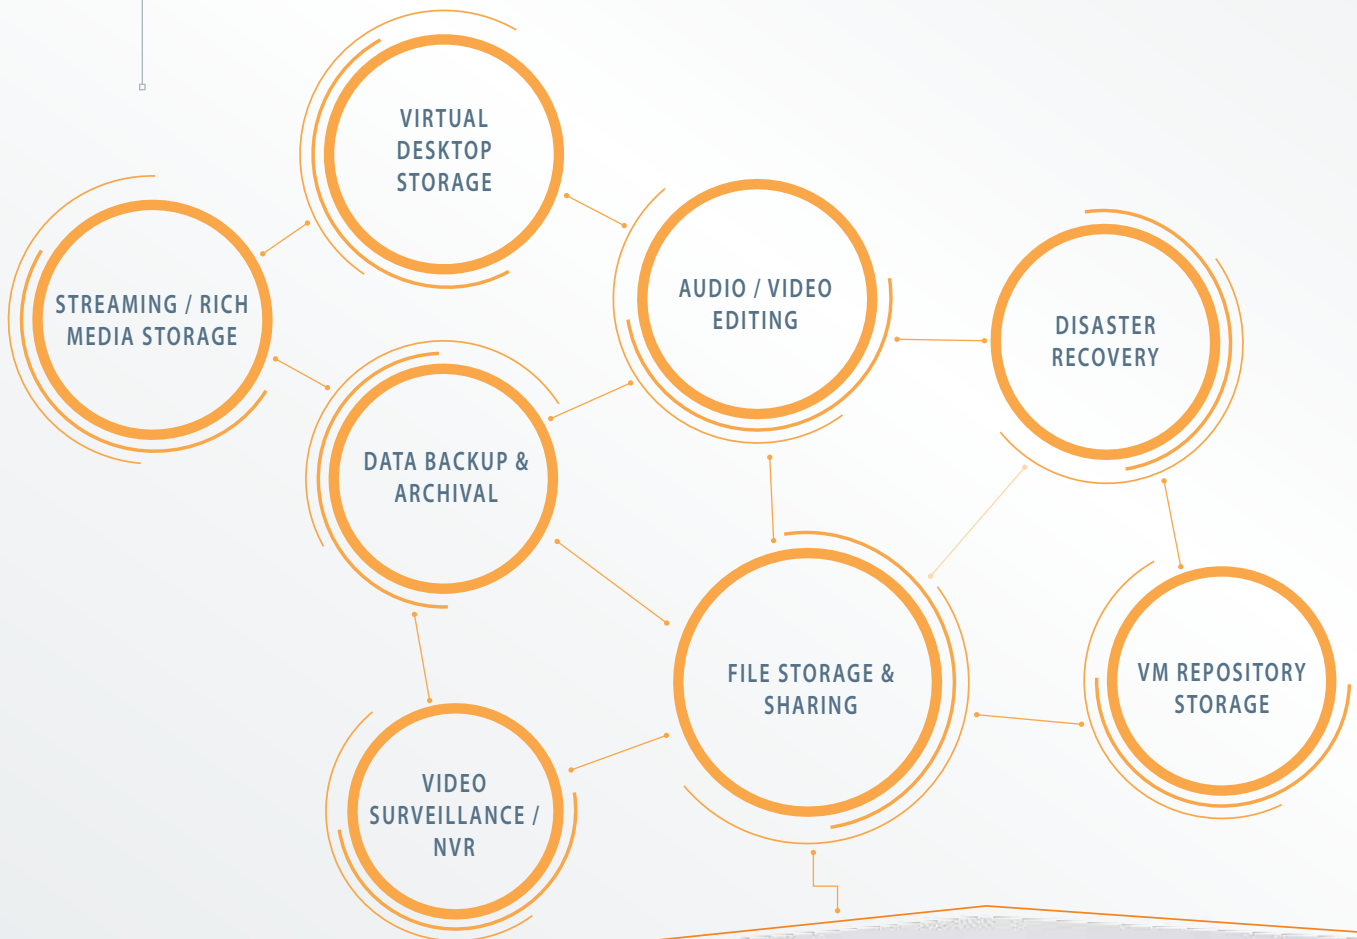 VIRTUAL
DESKTOP
STORAGE
STREAMING / RICH
MEDIA STORAGE
AUDIO / VIDEO
EDITING
DISASTER
RECOVERY
DATA BACKUP &
ARCHIVAL
FILE STORAGE &
SHARING
VM REPOSITORY
STORAGE
VIDEO
SURVEILLANCE /
NVR